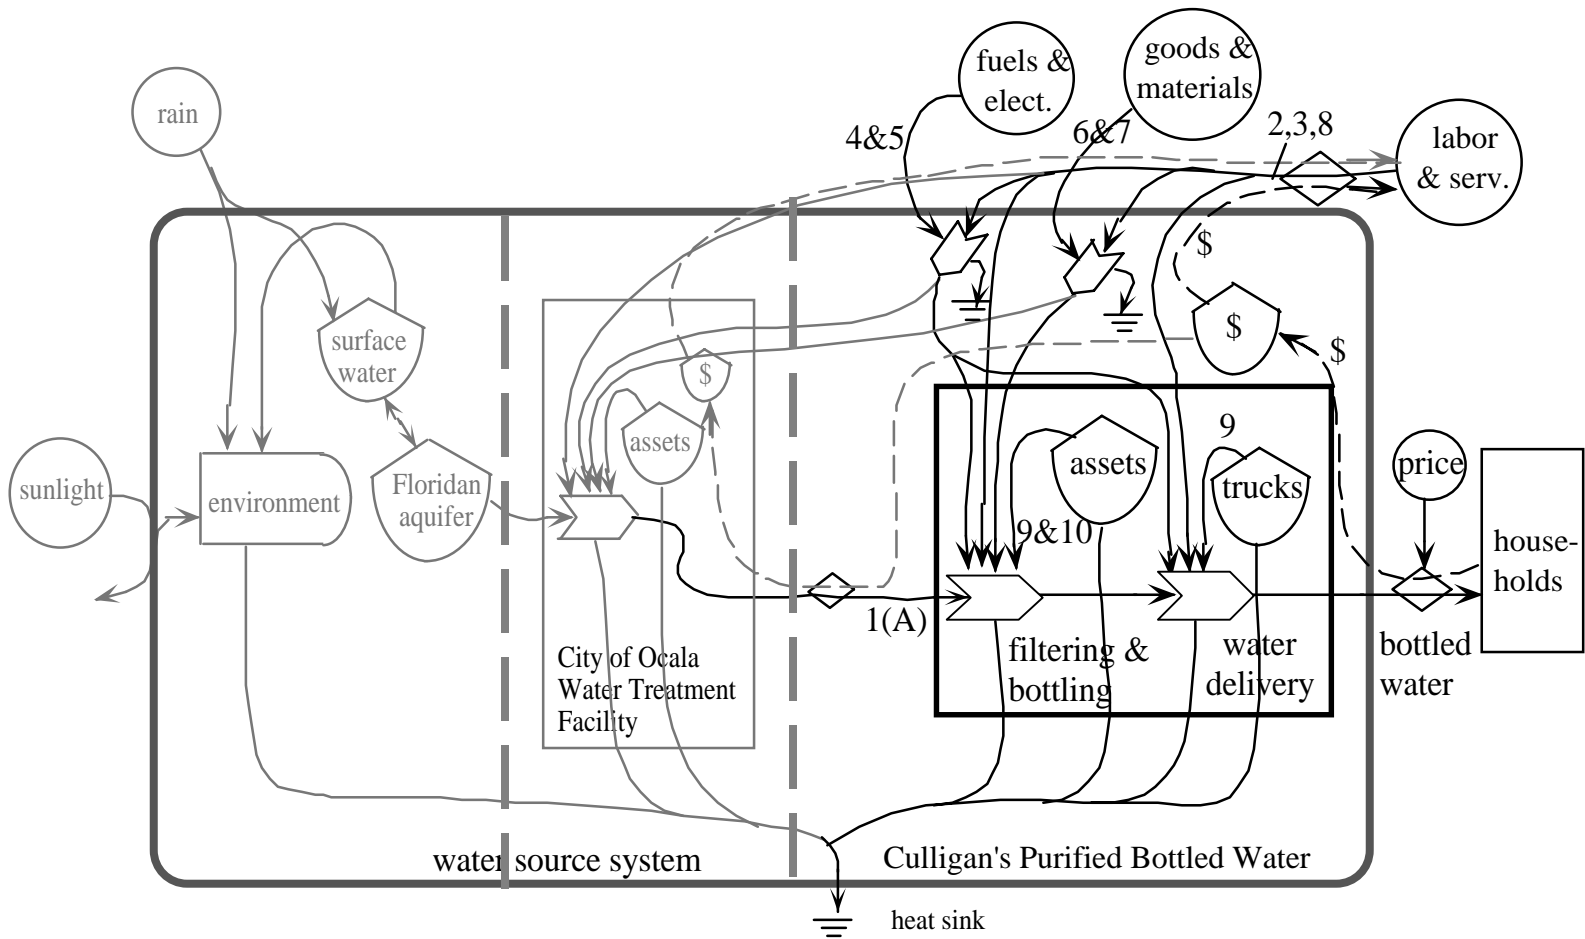 fuels &
elect.
goods &
materials
rain
4&5
6&7
2,3,8
labor
& serv.
$
surface
water
$
$
$
assets
assets
9
trucks
price
sunlight
environment
Floridan
aquifer
9&10
house-
holds
1(A)
City of Ocala
Water Treatment
Facility
filtering &
bottling
water
delivery
bottled
water
water source system
Culligan's Purified Bottled Water
heat sink